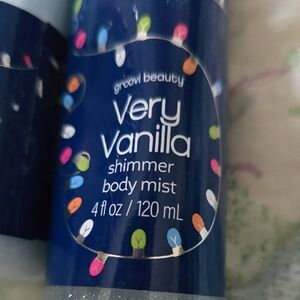 groovi beauty
Very
Vanilla
shimmer
body mist
4 fl oz / 120 mL